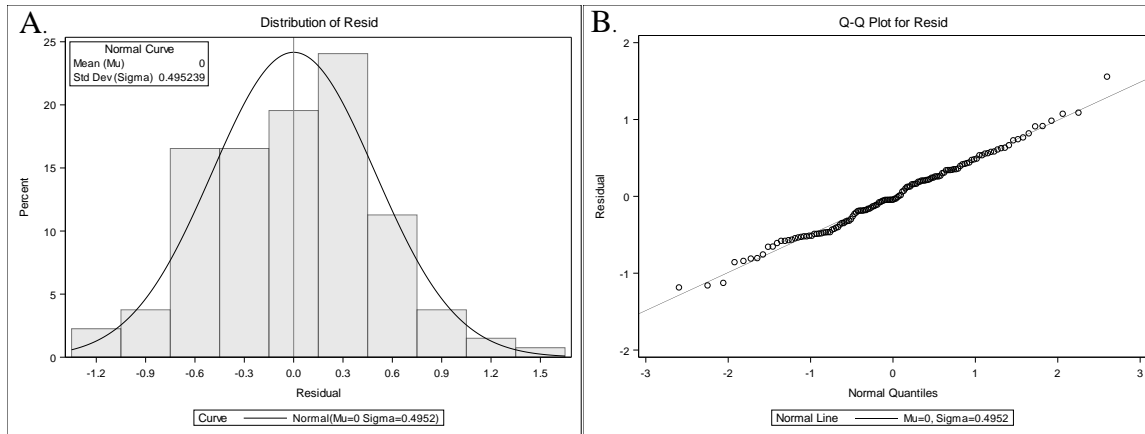 A.
Distribution of Resid
Normal Curve
Mean (Mu) 0
Std Dev (Sigma) 0.495239
25
20
15
10
5
0
Percent
-1.2 -0.9 -0.6 -0.3 0.0 0.3 0.6 0.9 1.2 1.5
Residual
Curve Normal(Mu=0 Sigma=0.4952)
B.
Q-Q Plot for Resid
2
1
0
-1
-2
Residual
-3 -2 -1 0 1 2 3
Normal Quantiles
Normal Line Mu=0, Sigma=0.4952